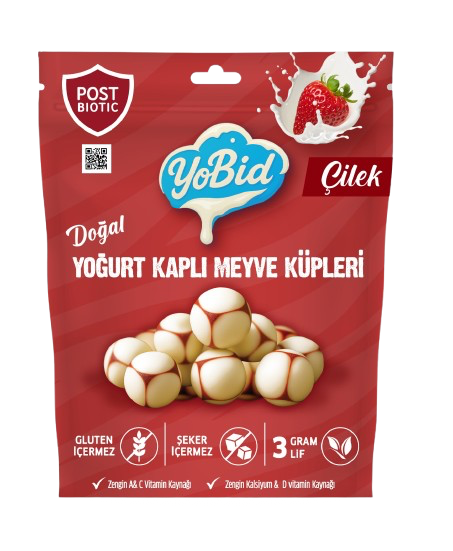 POST
BIOTIC
YoBid
Çilek
Doğal
YOĞURT KAPLI MEYVE KÜPLERİ
GLUTEN
İÇERMEZ
ŞEKER
İÇERMEZ
3 GRAM
LİF
Zengin A& C Vitamin Kaynağı
Zengin Kalsiyum & D vitamin Kaynağı